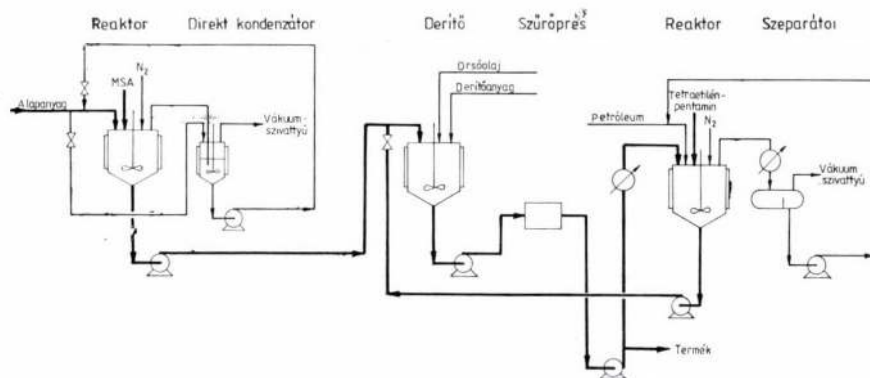 Reaktor
Direkt kondenzátor
Derítő
Szűrőprés
Reaktor
Szeparátor
N2
MSA
Alapanyag
Vákuum-
szivattyú
Orsóolaj
Derítőanyag
Petróleum
Tetraetilén-
pentamin
N2
Vákuum
szivattyú
Termék